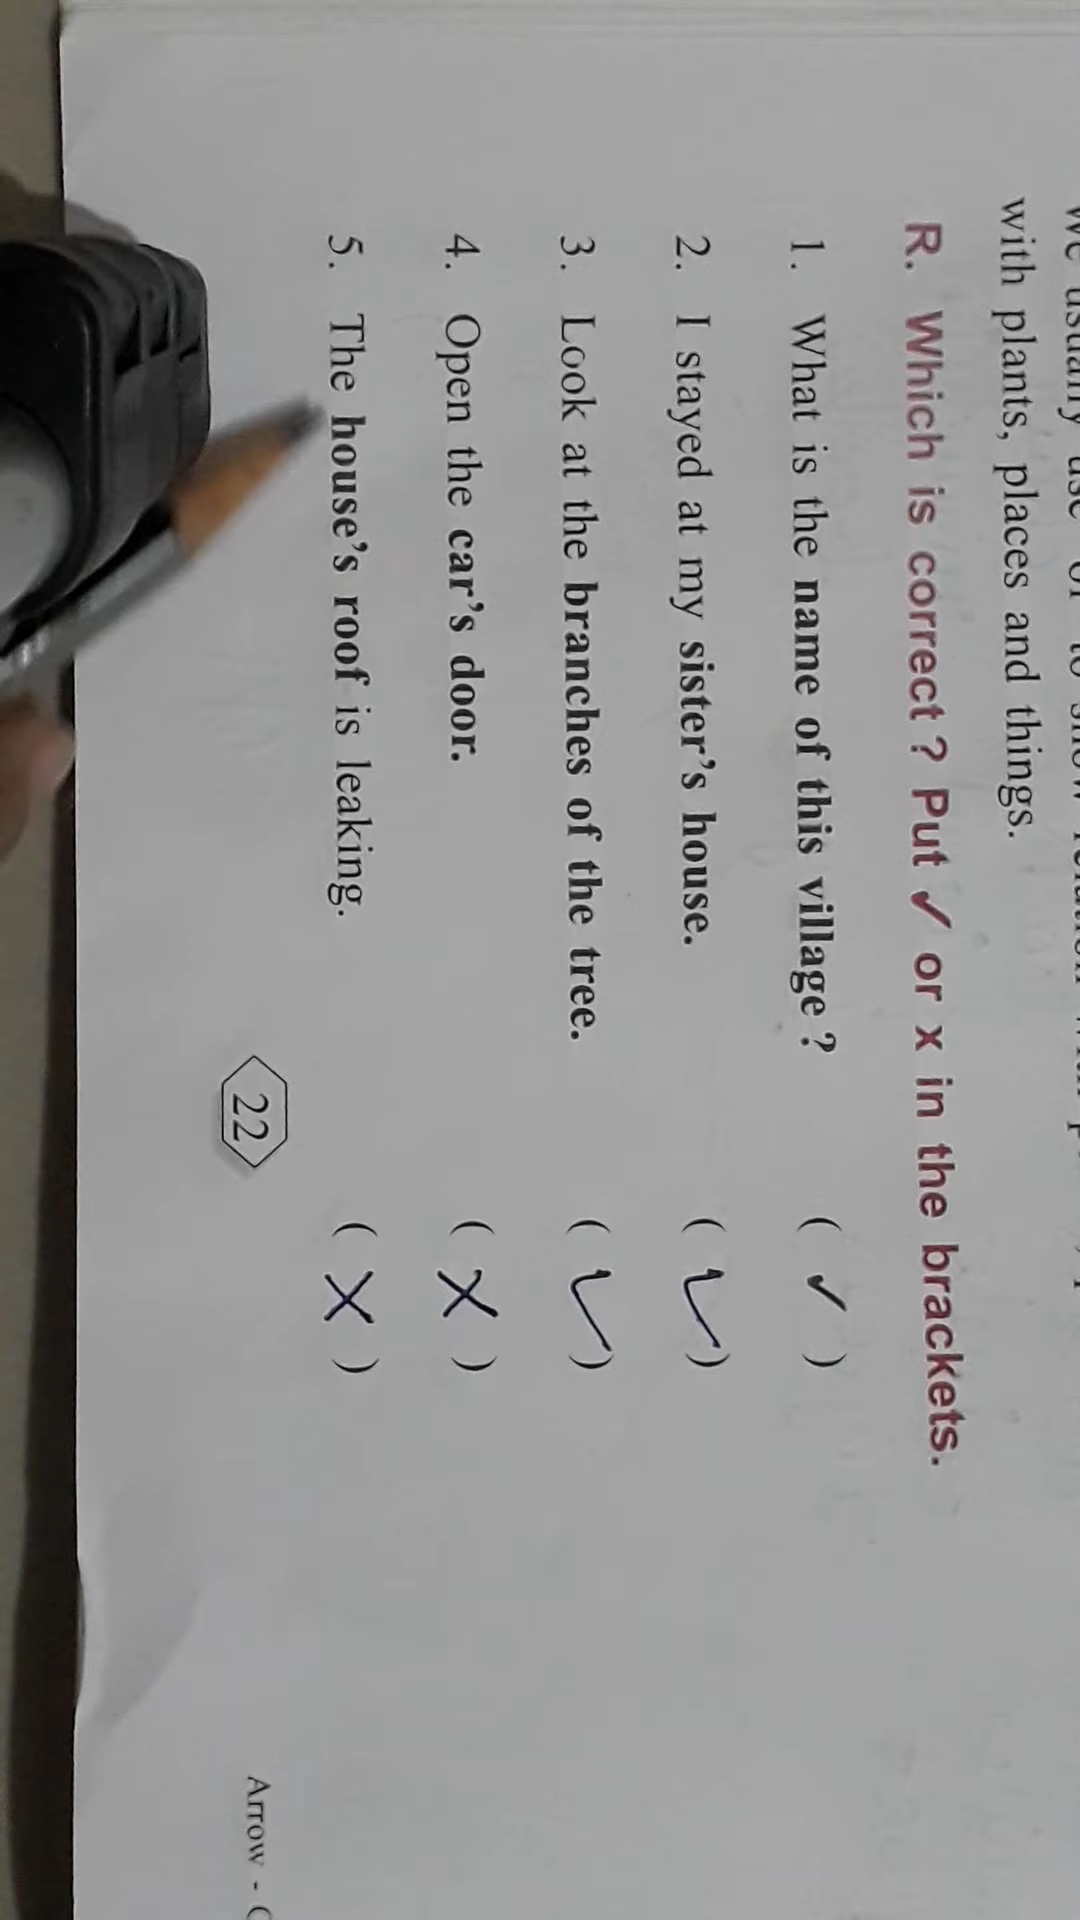 with plants, places and things.
R. Which is correct ? Put ✓ or x in the brackets.
1. What is the name of this village ? ( ✓ )
2. I stayed at my sister's house. ( ✓ )
3. Look at the branches of the tree. ( ✓ )
4. Open the car's door. ( X )
5. The house's roof is leaking. ( X )
22
Arrow -